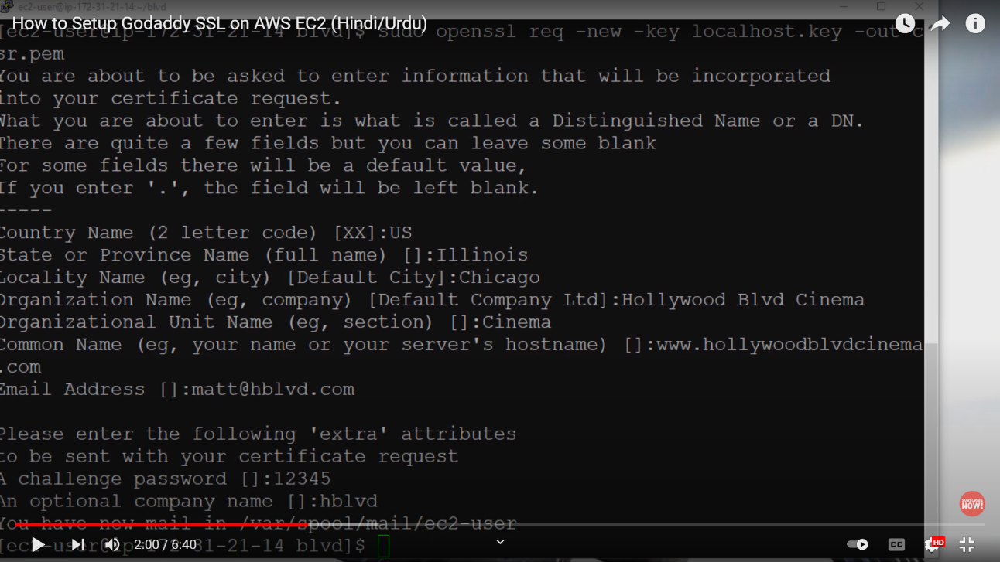 ec2-user@ip-172-31-21-14:~/blvd
How to Setup Godaddy SSL on AWS EC2 (Hindi/Urdu)
[ec2-user@ip-172-31-21-14 blvd]$ sudo openssl req -new -key localhost.key -out c
sr.pem
You are about to be asked to enter information that will be incorporated
into your certificate request.
What you are about to enter is what is called a Distinguished Name or a DN.
There are quite a few fields but you can leave some blank
For some fields there will be a default value,
If you enter '.', the field will be left blank.
-----
Country Name (2 letter code) [XX]:US
State or Province Name (full name) []:Illinois
Locality Name (eg, city) [Default City]:Chicago
Organization Name (eg, company) [Default Company Ltd]:Hollywood Blvd Cinema
Organizational Unit Name (eg, section) []:Cinema
Common Name (eg, your name or your server's hostname) []:www.hollywoodblvdcinema
.com
Email Address []:matt@hblvd.com
Please enter the following 'extra' attributes
to be sent with your certificate request
A challenge password []:12345
An optional company name []:hblvd
SUBSCRIBE
NOW!
You have new mail in /var/spool/mail/ec2-user
[ec2-user@ip-172-31-21-14 blvd]$
2:00 / 6:40
CC
HD